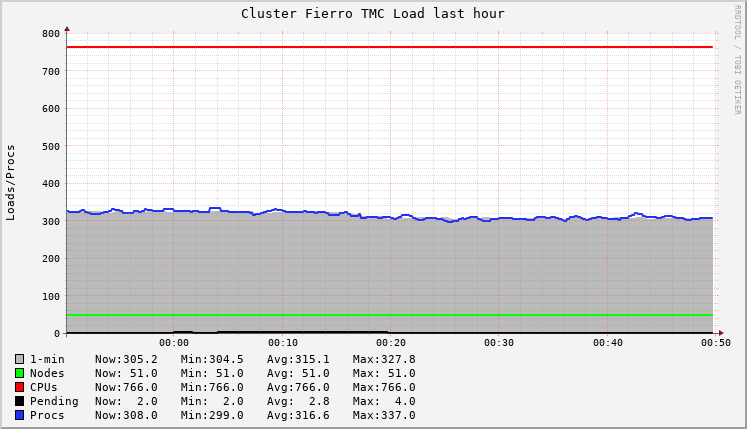 Cluster Fierro TMC Load last hour
RRDTOOL / TOBI OETIKER
Loads/Procs
800
700
600
500
400
300
200
100
0
00:00 00:10 00:20 00:30 00:40 00:50
1-min Now:305.2 Min:304.5 Avg:315.1 Max:327.8
Nodes Now: 51.0 Min: 51.0 Avg: 51.0 Max: 51.0
CPUs Now:766.0 Min:766.0 Avg:766.0 Max:766.0
Pending Now: 2.0 Min: 2.0 Avg: 2.8 Max: 4.0
Procs Now:308.0 Min:299.0 Avg:316.6 Max:337.0